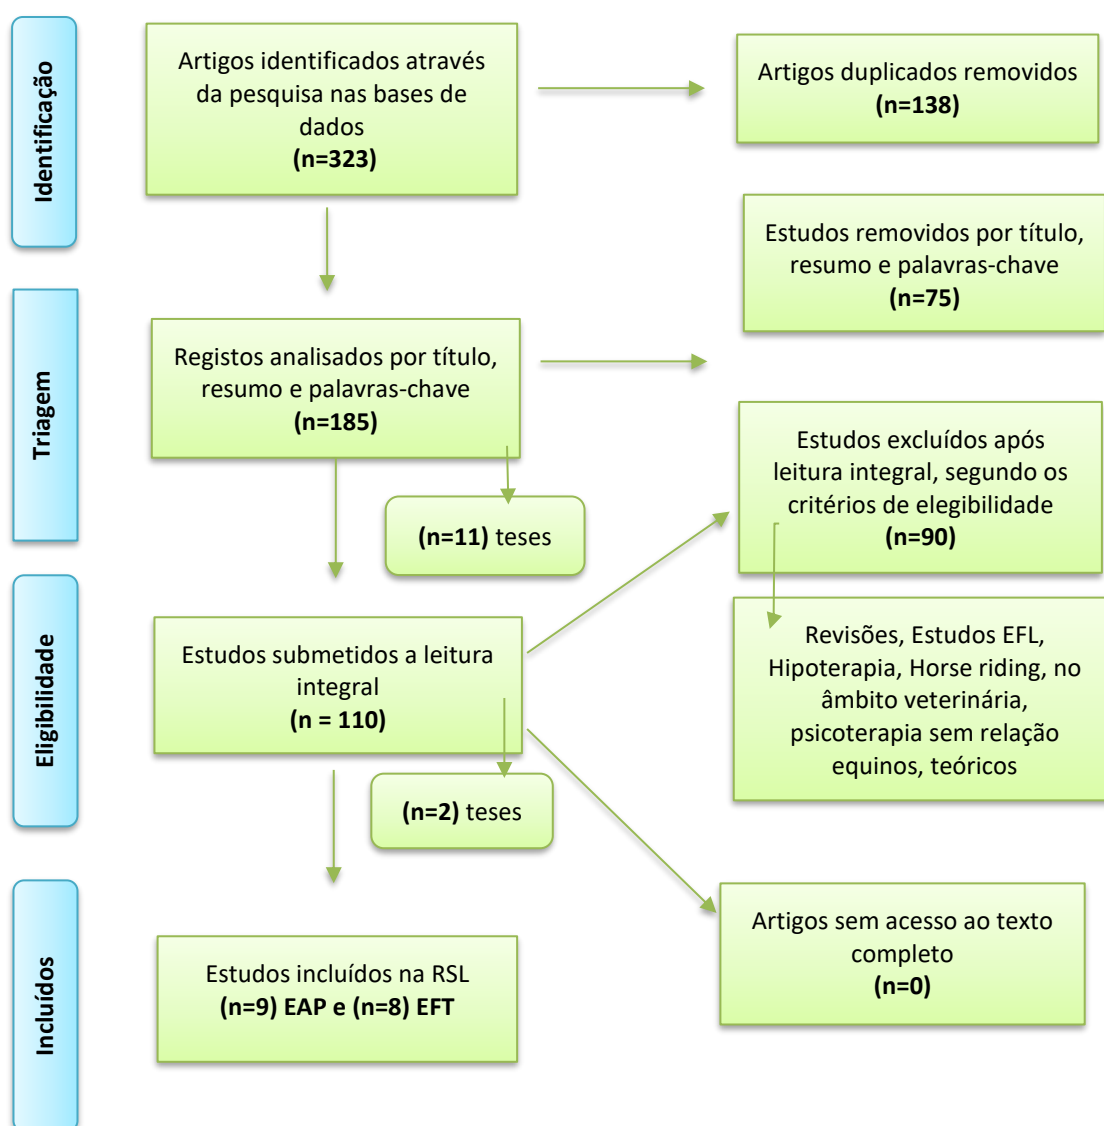 Identificação
Artigos identificados através
da pesquisa nas bases de
dados
(n=323)
Artigos duplicados removidos
(n=138)
Estudos removidos por título,
resumo e palavras-chave
(n=75)
Triagem
Registos analisados por título,
resumo e palavras-chave
(n=185)
(n=11) teses
Estudos excluídos após
leitura integral, segundo os
critérios de elegibilidade
(n=90)
Eligibilidade
Estudos submetidos a leitura
integral
(n = 110)
(n=2) teses
Revisões, Estudos EFL,
Hipoterapia, Horse riding, no
âmbito veterinária,
psicoterapia sem relação
equinos, teóricos
Incluídos
Estudos incluídos na RSL
(n=9) EAP e (n=8) EFT
Artigos sem acesso ao texto
completo
(n=0)